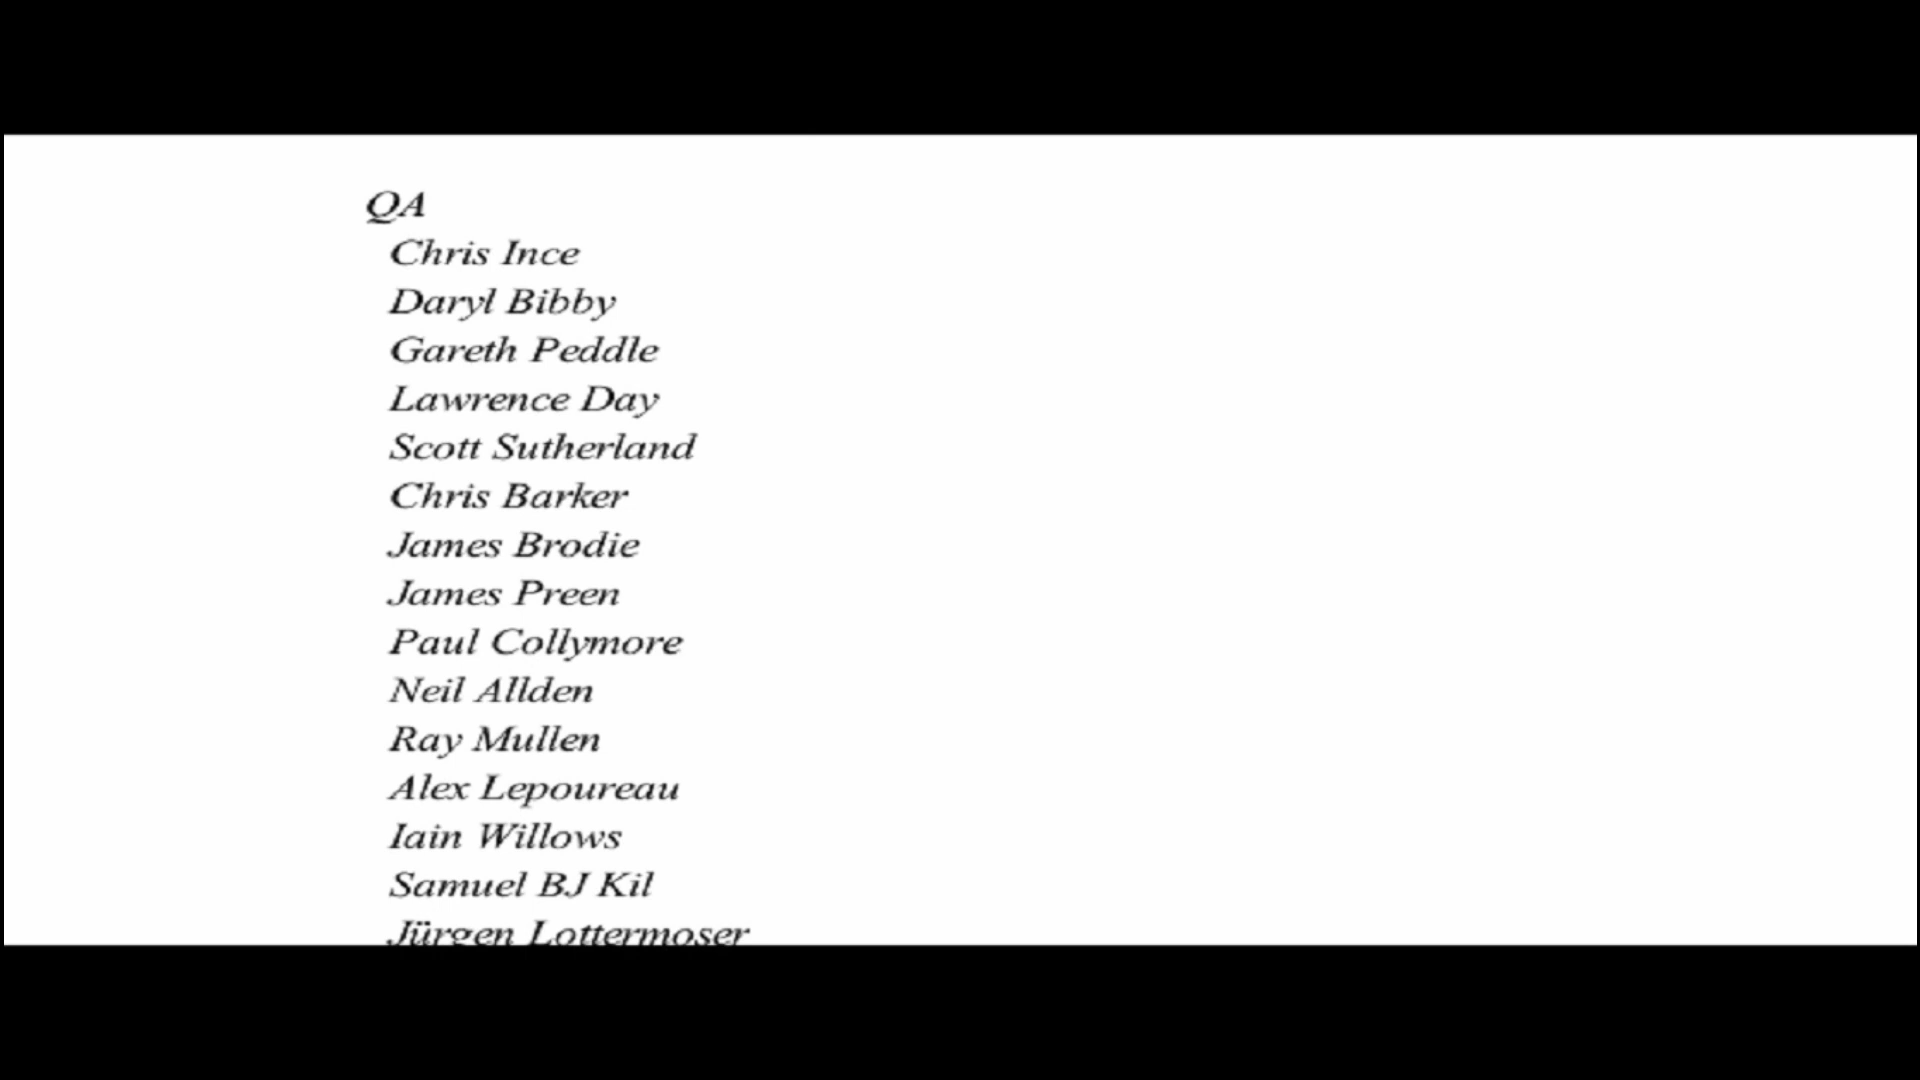 QA
Chris Ince
Daryl Bibby
Gareth Peddle
Lawrence Day
Scott Sutherland
Chris Barker
James Brodie
James Preen
Paul Collymore
Neil Allden
Ray Mullen
Alex Lepoureau
Iain Willows
Samuel BJ Kil
Jürgen Lottermoser